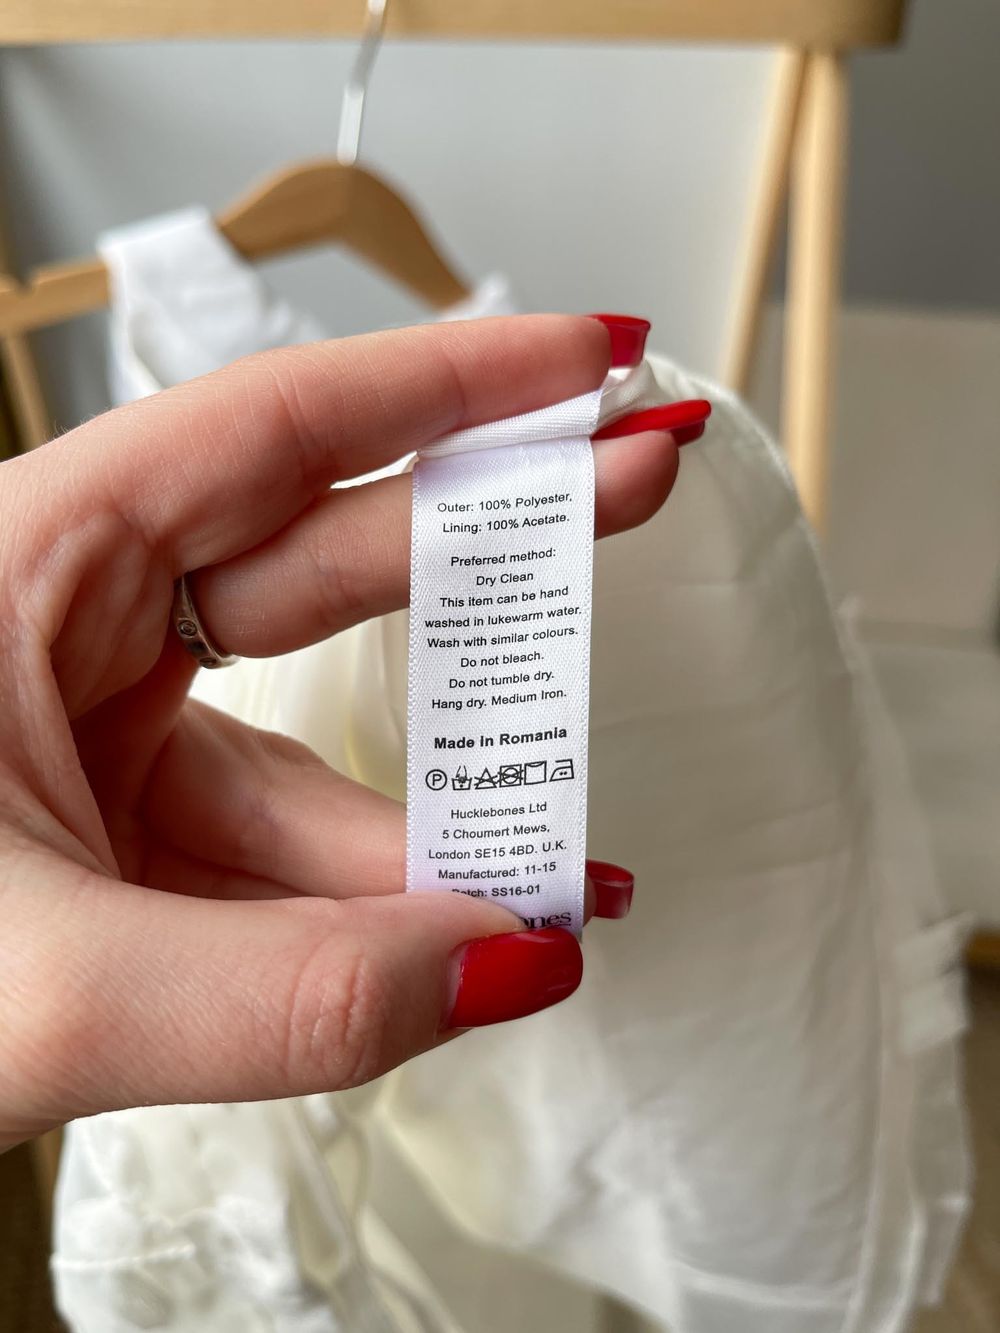 Outer: 100% Polyester,
Lining: 100% Acetate.
Preferred method:
Dry Clean
This item can be hand
washed in lukewarm water.
Wash with similar colours.
Do not bleach.
Do not tumble dry.
Hang dry. Medium Iron.
Made in Romania
P
Hucklebones Ltd
5 Choumert Mews,
London SE15 4BD. U.K.
Manufactured: 11-15
SS16-01